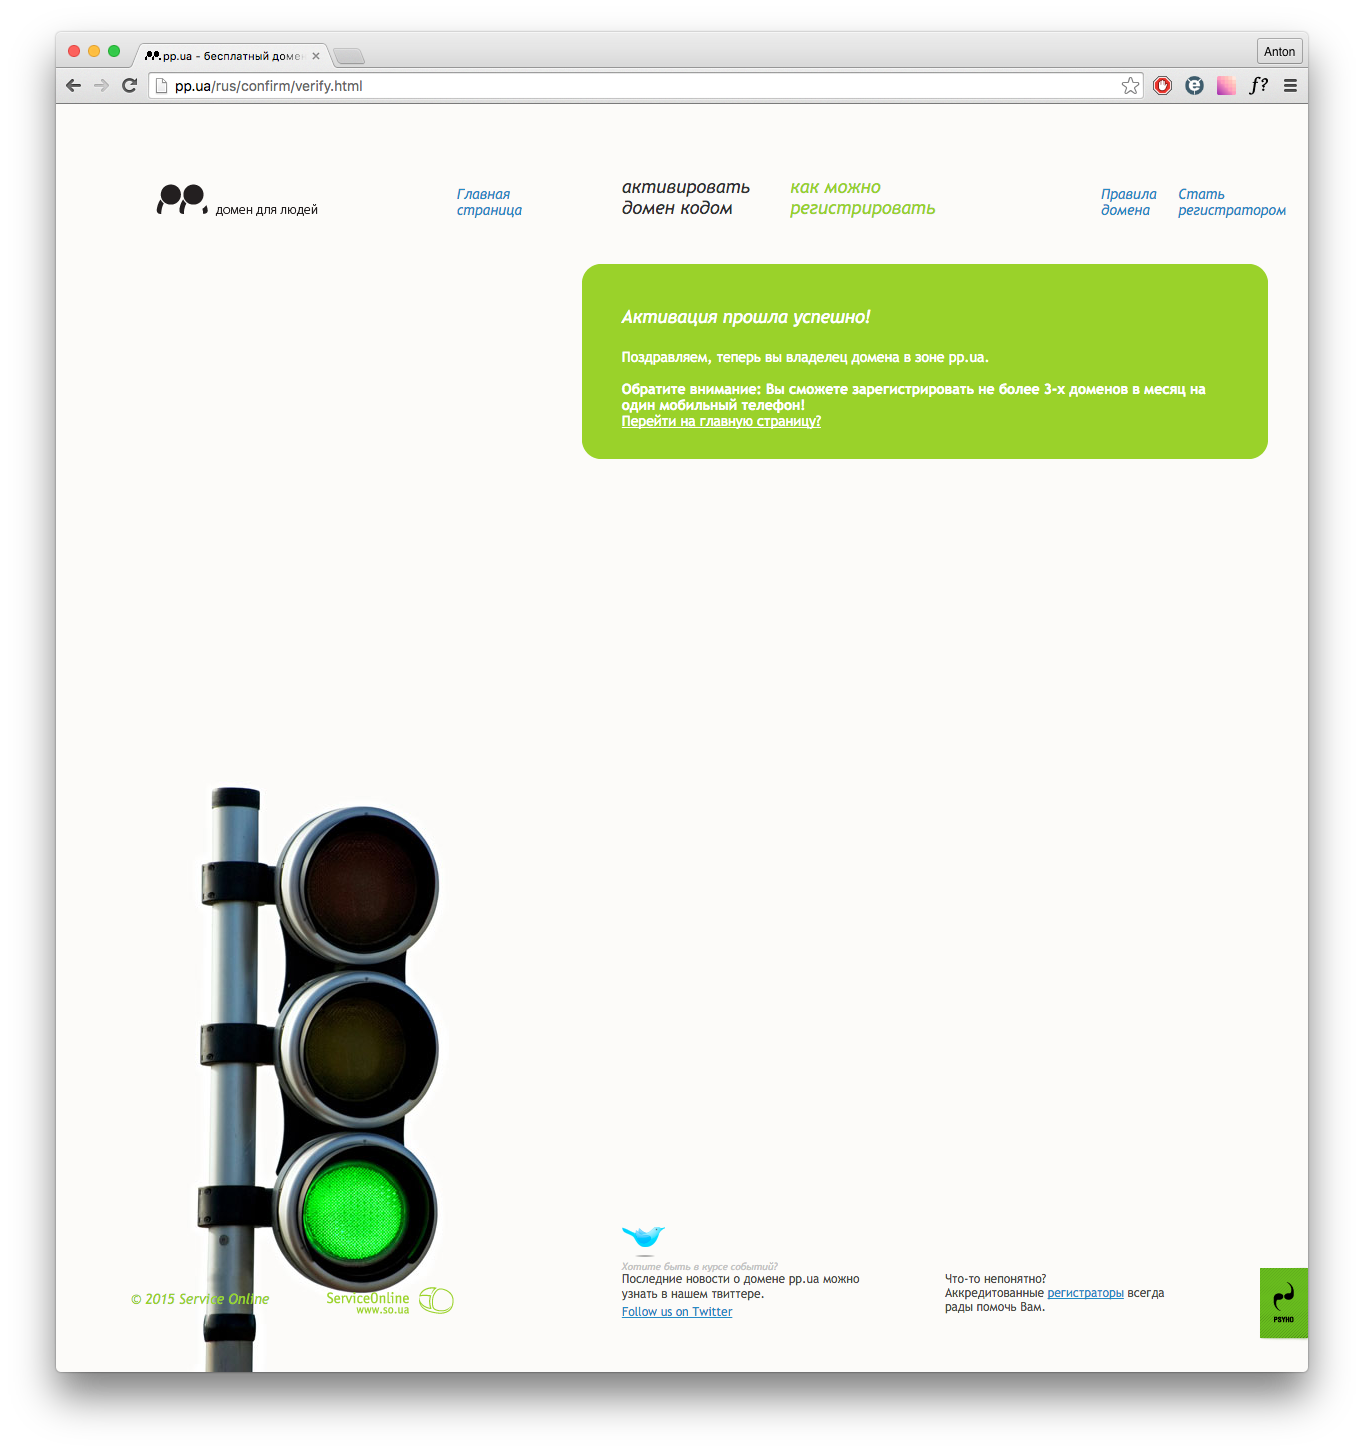 pp.ua - бесплатный доме
Anton
pp.ua/rus/confirm/verify.html
f?
домен для людей
Главная
страница
активировать
домен кодом
как можно
регистрировать
Правила
домена
Стать
регистратором
Активация прошла успешно!
Поздравляем, теперь вы владелец домена в зоне pp.ua.
Обратите внимание: Вы сможете зарегистрировать не более 3-х доменов в месяц на
один мобильный телефон!
Перейти на главную страницу?
© 2015 Service Online
ServiceOnline
www.so.ua
Хотите быть в курсе событий?
Последние новости о домене pp.ua можно
узнать в нашем твиттере.
Follow us on Twitter
Что-то непонятно?
Аккредитованные регистраторы всегда
рады помочь Вам.
PSYHO